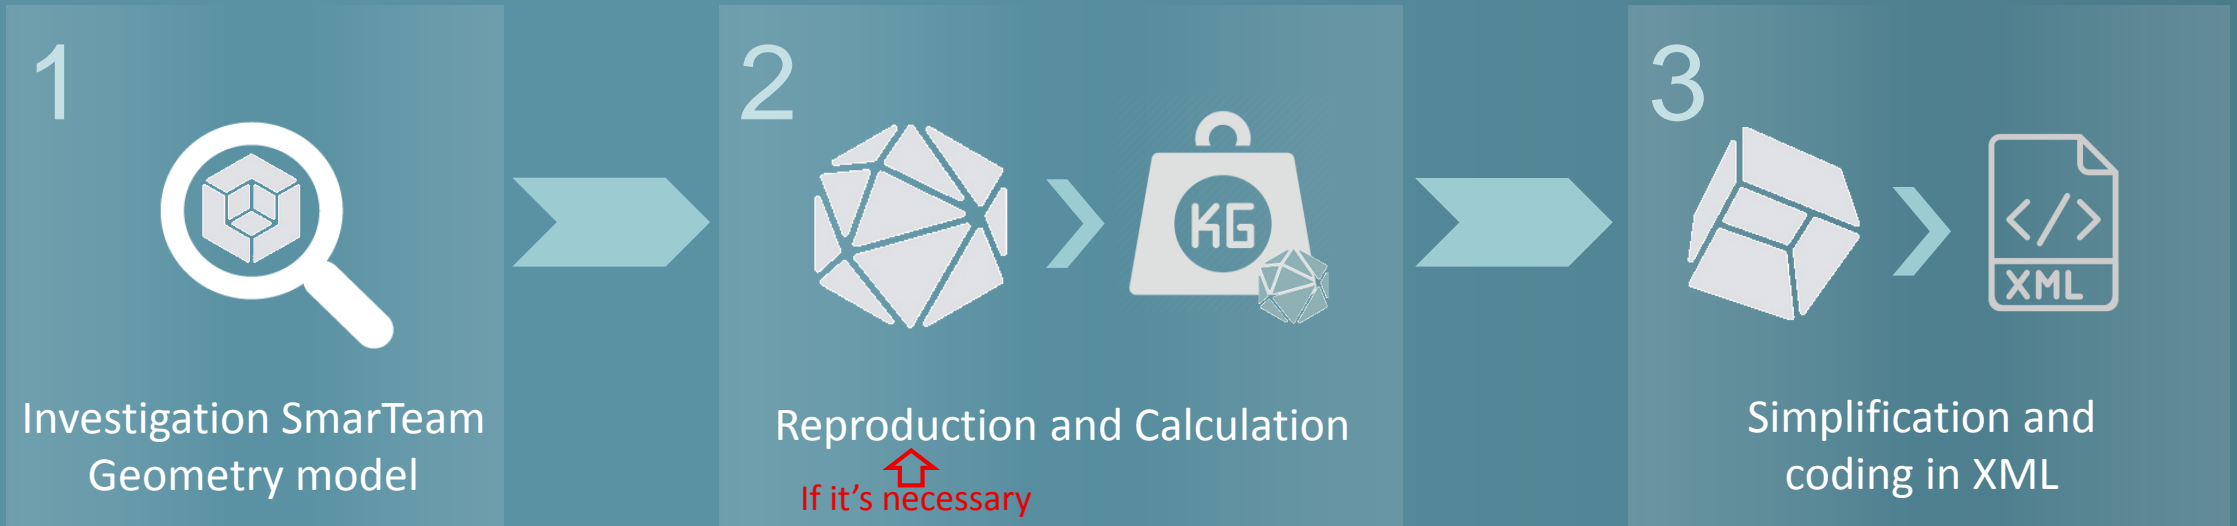 1
2
3
KG
</>
XML
Investigation SmarTeam
Geometry model
Reproduction and Calculation
If it's necessary
Simplification and
coding in XML